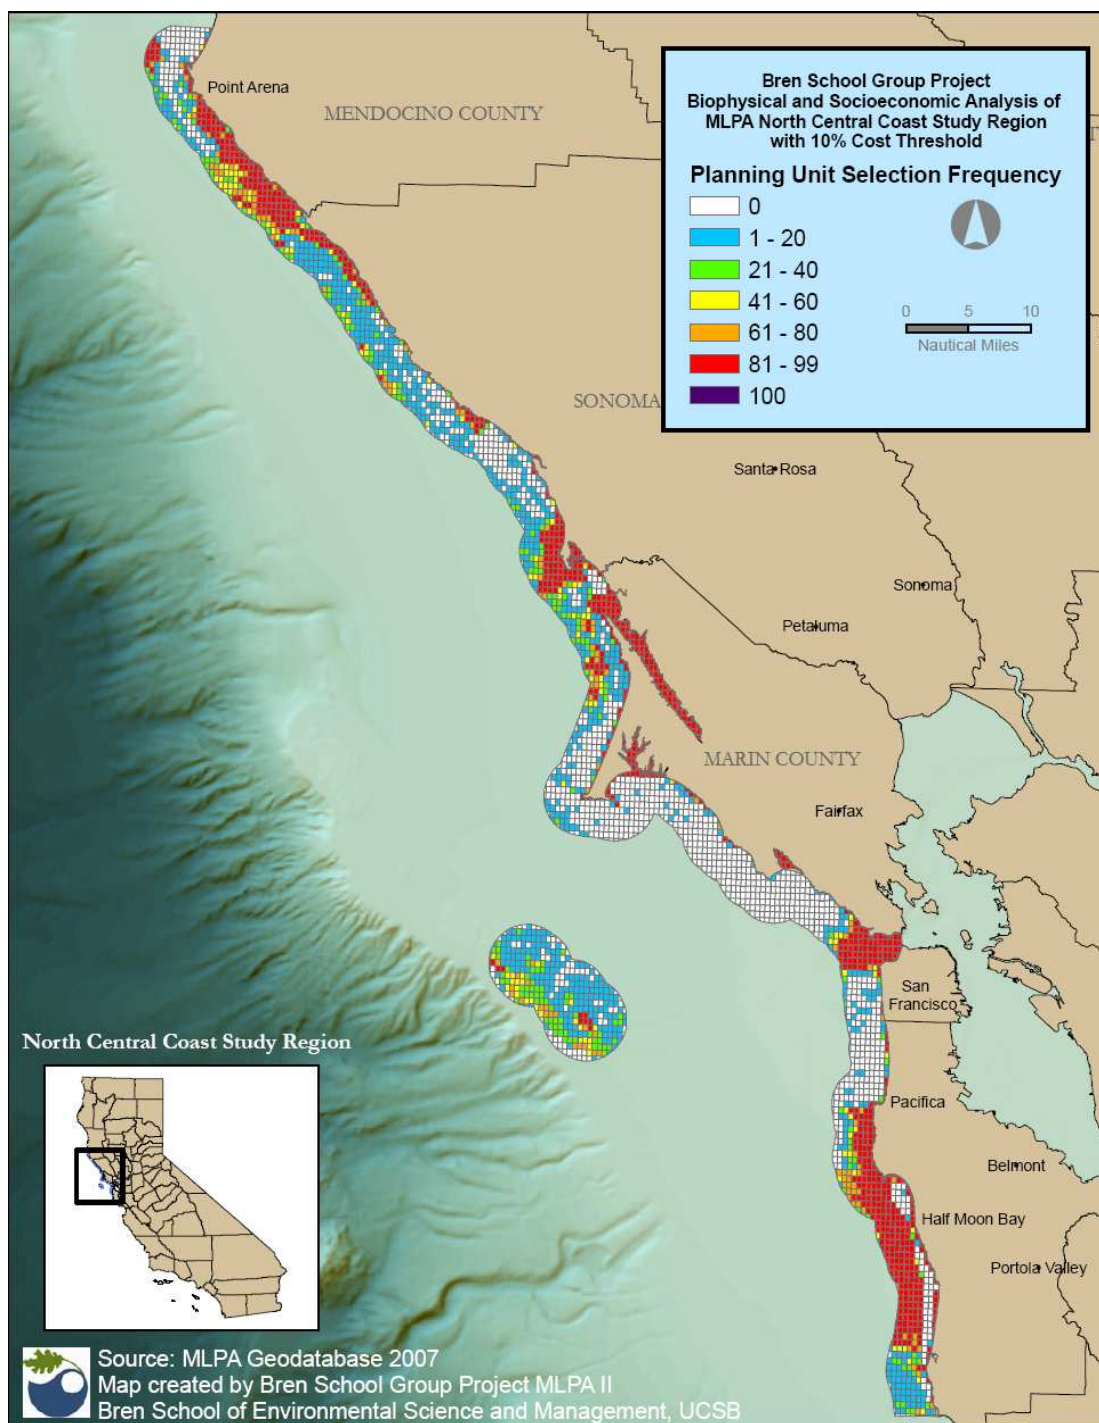 Point Arena
MENDOCINO COUNTY
Bren School Group Project
Biophysical and Socioeconomic Analysis of
MLPA North Central Coast Study Region
with 10% Cost Threshold
Planning Unit Selection Frequency
0
1 - 20
21 - 40
41 - 60
61 - 80
81 - 99
100
0 5 10
Nautical Miles
SONOMA
Santa Rosa
Sonoma
Petaluma
MARIN COUNTY
Fairfax
San
Francisco
Pacifica
Belmont
Half Moon Bay
Portola Valley
North Central Coast Study Region
Source: MLPA Geodatabase 2007
Map created by Bren School Group Project MLPA II
Bren School of Environmental Science and Management, UCSB